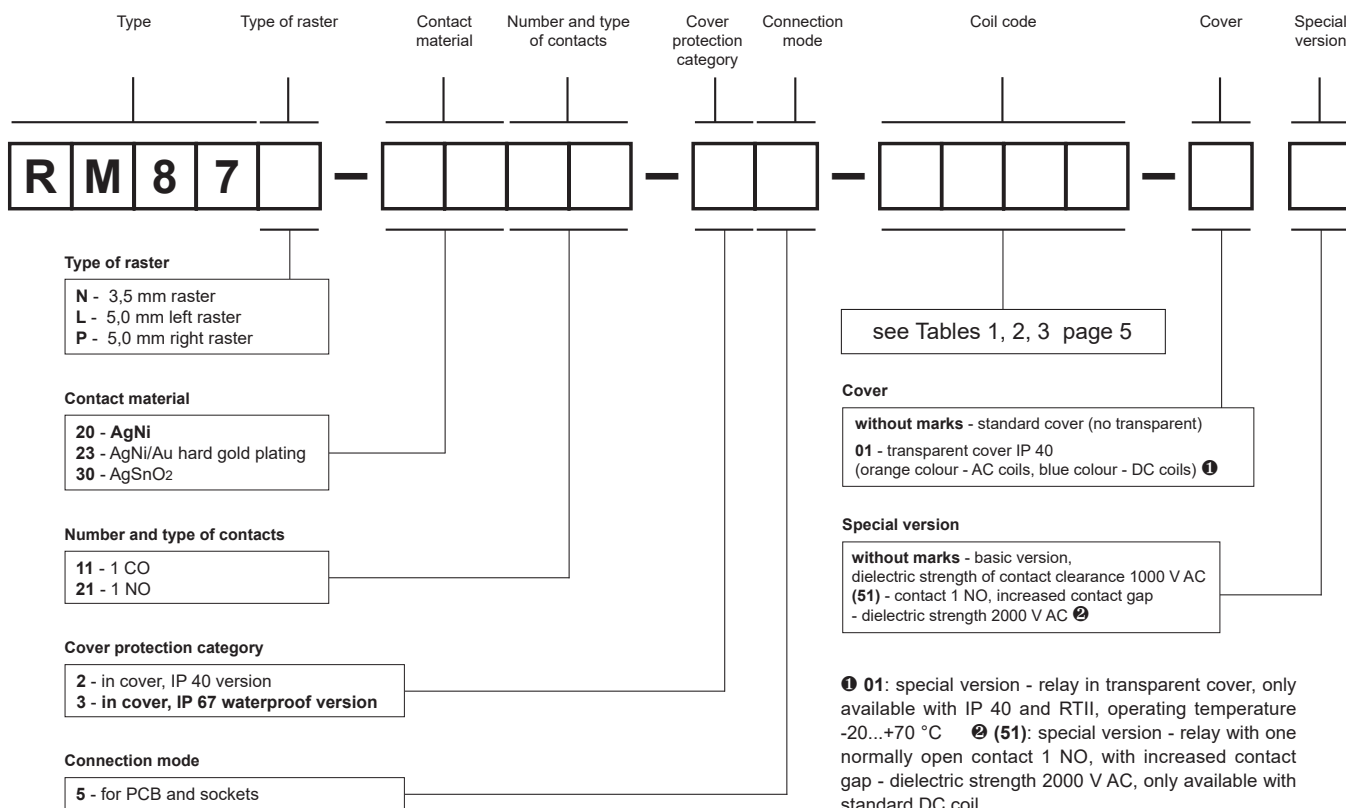 Type
Type of raster
Contact
material
Number and type
of contacts
Cover
protection
category
Connection
mode
Coil code
Cover
Special
version
R M 8 7 – – – –
Type of raster
N - 3,5 mm raster
L - 5,0 mm left raster
P - 5,0 mm right raster
Contact material
20 - AgNi
23 - AgNi/Au hard gold plating
30 - AgSnO2
Number and type of contacts
11 - 1 CO
21 - 1 NO
Cover protection category
2 - in cover, IP 40 version
3 - in cover, IP 67 waterproof version
Connection mode
5 - for PCB and sockets
see Tables 1, 2, 3 page 5
Cover
without marks - standard cover (no transparent)
01 - transparent cover IP 40
(orange colour - AC coils, blue colour - DC coils) ❶
Special version
without marks - basic version,
dielectric strength of contact clearance 1000 V AC
(51) - contact 1 NO, increased contact gap
- dielectric strength 2000 V AC ❷
❶ 01: special version - relay in transparent cover, only
available with IP 40 and RTII, operating temperature
-20...+70 °C ❷ (51): special version - relay with one
normally open contact 1 NO, with increased contact
gap - dielectric strength 2000 V AC, only available with
standard DC coil